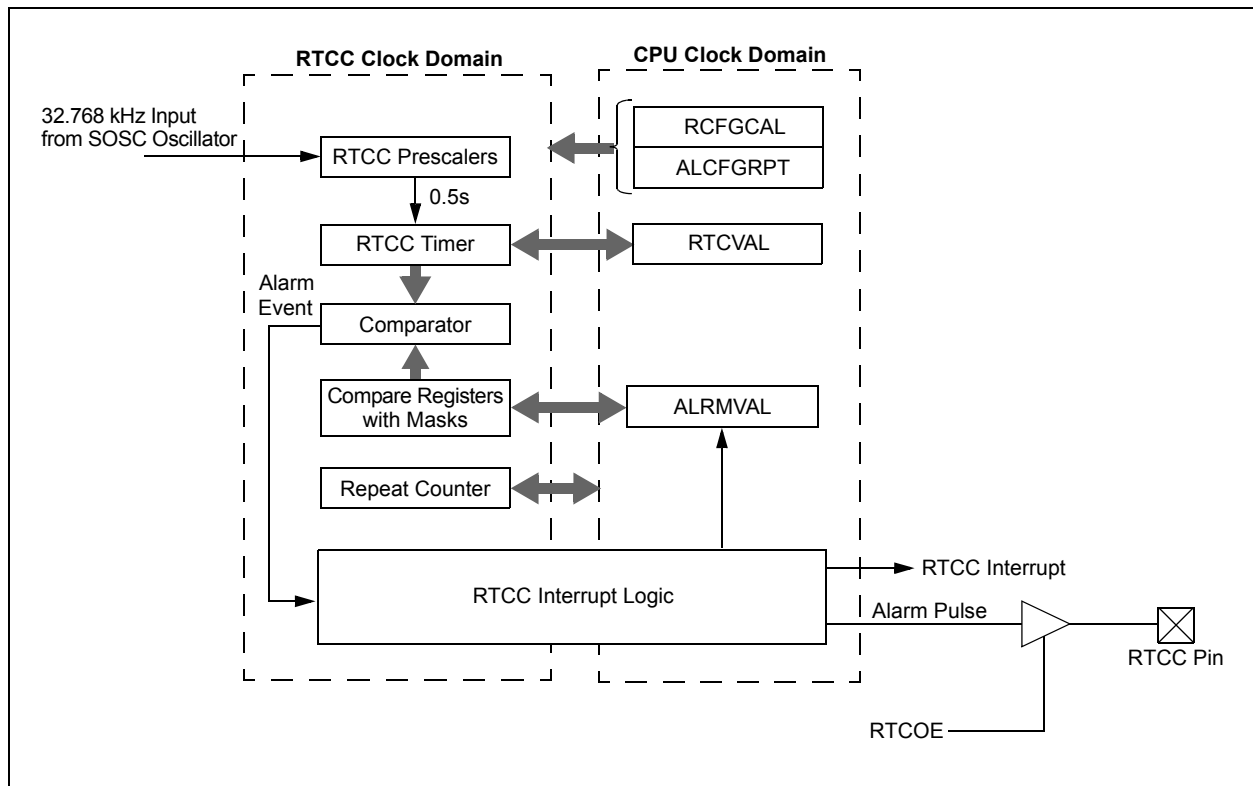 RTCC Clock Domain
CPU Clock Domain
32.768 kHz Input
from SOSC Oscillator
RTCC Prescalers
RCFGCAL
ALCFGRPT
0.5s
RTCC Timer
RTCVAL
Alarm
Event
Comparator
Compare Registers
with Masks
ALRMVAL
Repeat Counter
RTCC Interrupt Logic
RTCC Interrupt
Alarm Pulse
RTCC Pin
RTCOE